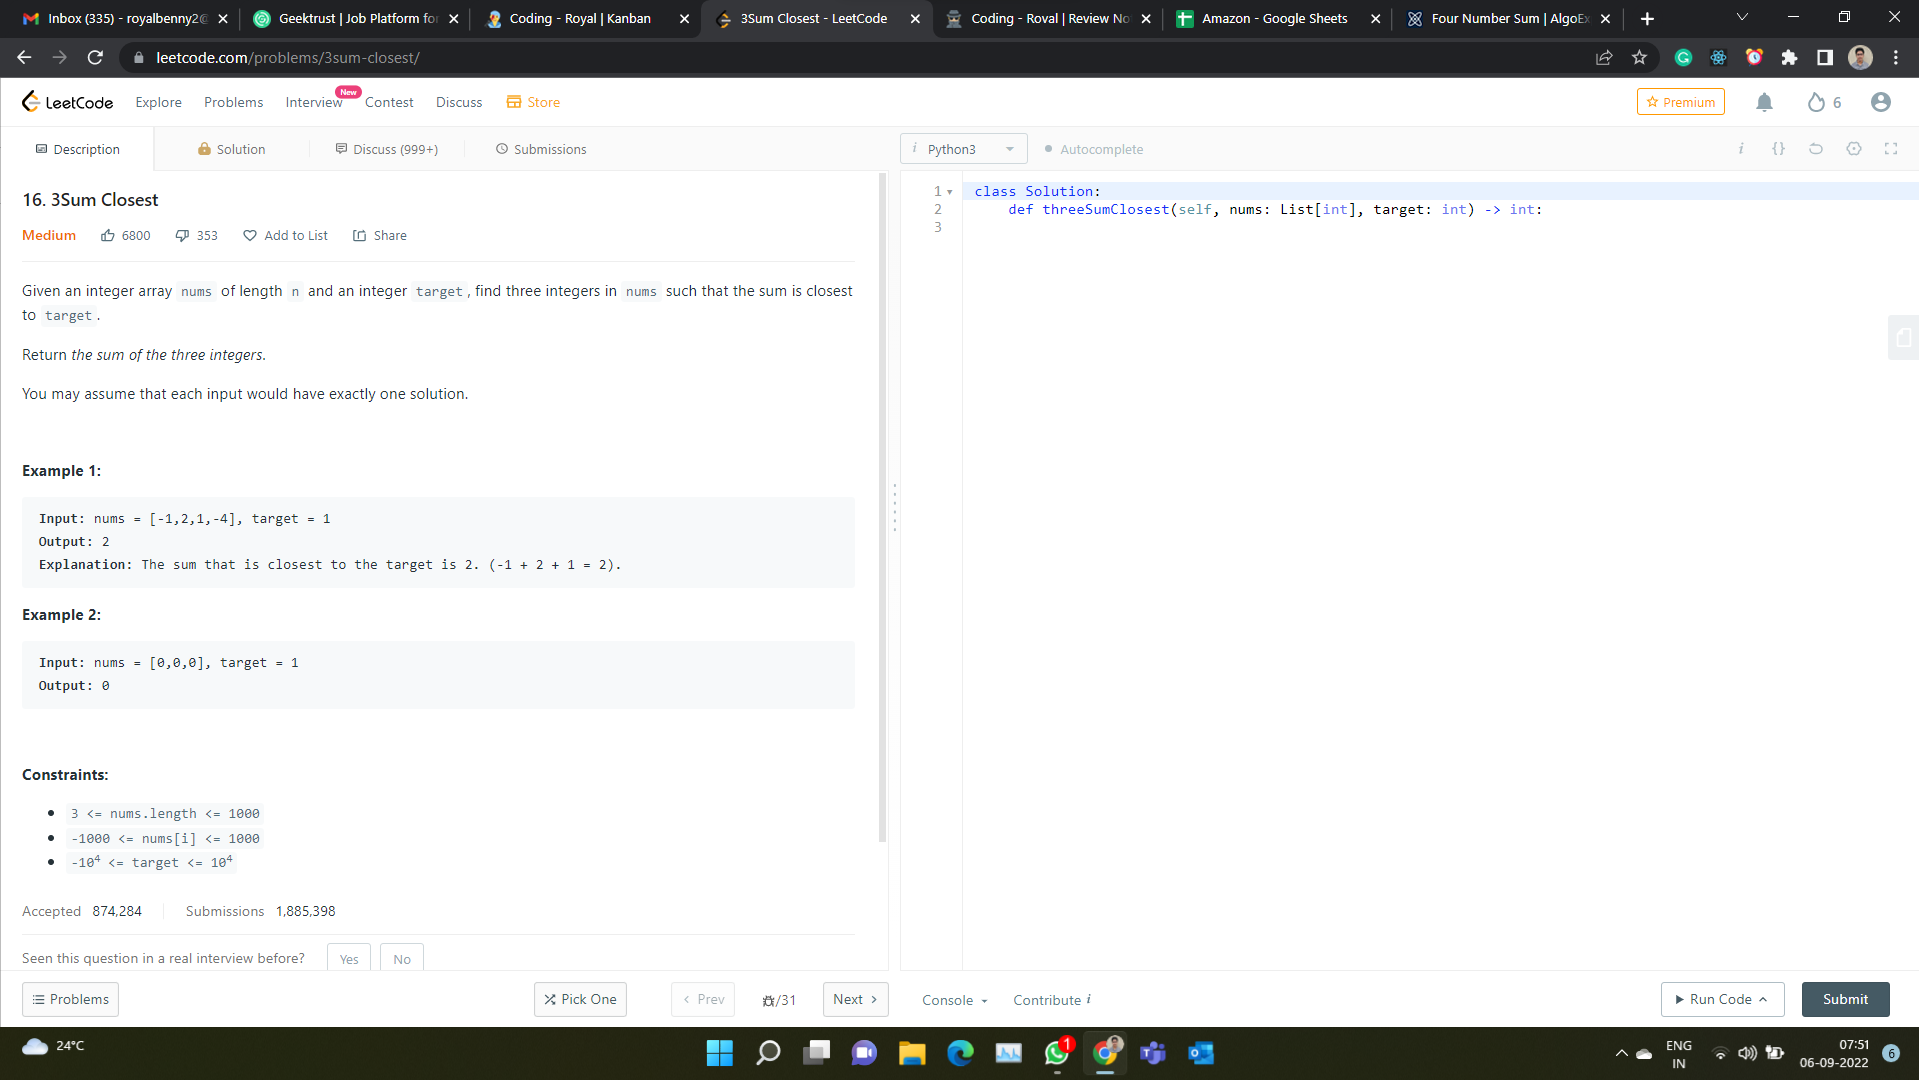 Inbox (335) - royalbenny2@
Geektrust | Job Platform for
Coding - Royal | Kanban
3Sum Closest - LeetCode
Coding - Royal | Review No
Amazon - Google Sheets
Four Number Sum | AlgoEx
leetcode.com/problems/3sum-closest/
LeetCode
Explore
Problems
Interview
New
Contest
Discuss
Store
Premium
6
Description
Solution
Discuss (999+)
Submissions
i Python3
Autocomplete
i {}
16. 3Sum Closest
Medium
6800
353
Add to List
Share
Given an integer array nums of length n and an integer target, find three integers in nums such that the sum is closest
to target.
Return the sum of the three integers.
You may assume that each input would have exactly one solution.
Example 1:
Input: nums = [-1,2,1,-4], target = 1
Output: 2
Explanation: The sum that is closest to the target is 2. (-1 + 2 + 1 = 2).
Example 2:
Input: nums = [0,0,0], target = 1
Output: 0
Constraints:
3 <= nums.length <= 1000
-1000 <= nums[i] <= 1000
-10⁴ <= target <= 10⁴
Accepted 874,284
Submissions 1,885,398
Seen this question in a real interview before?
Yes
No
1 class Solution:
2 def threeSumClosest(self, nums: List[int], target: int) -> int:
3
Problems
Pick One
Prev
/31
Next
Console
Contribute i
Run Code
Submit
24°C
1
ENG
IN
07:51
06-09-2022
6